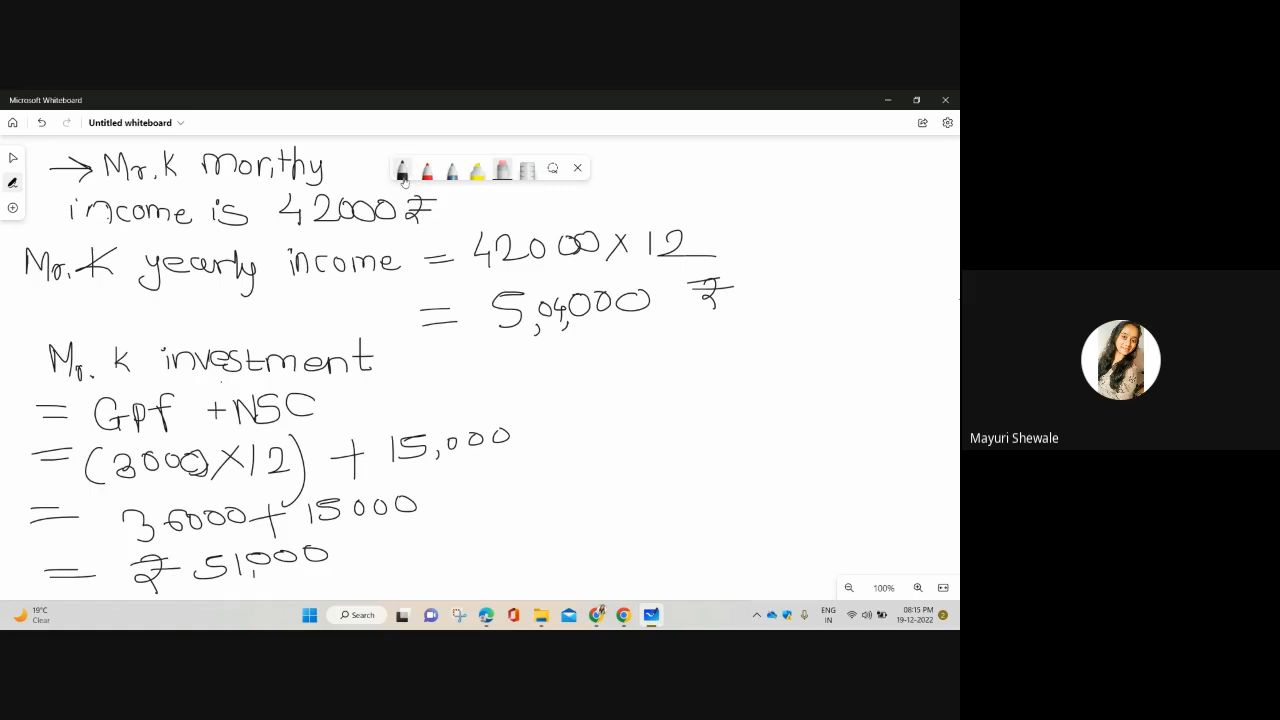 Microsoft Whiteboard
Untitled whiteboard
→ Mr.K monthy
income is 42000₹
Mr.K yearly income = 42000 × 12
= 5,04,000 ₹
Mr. K investment
= Gpf + NSC
= (3000 × 12) + 15,000
= 36000 + 15000
= ₹ 51,000
Mayuri Shewale
100%
19°C
Clear
Search
ENG
IN
08:15 PM
19-12-2022
2